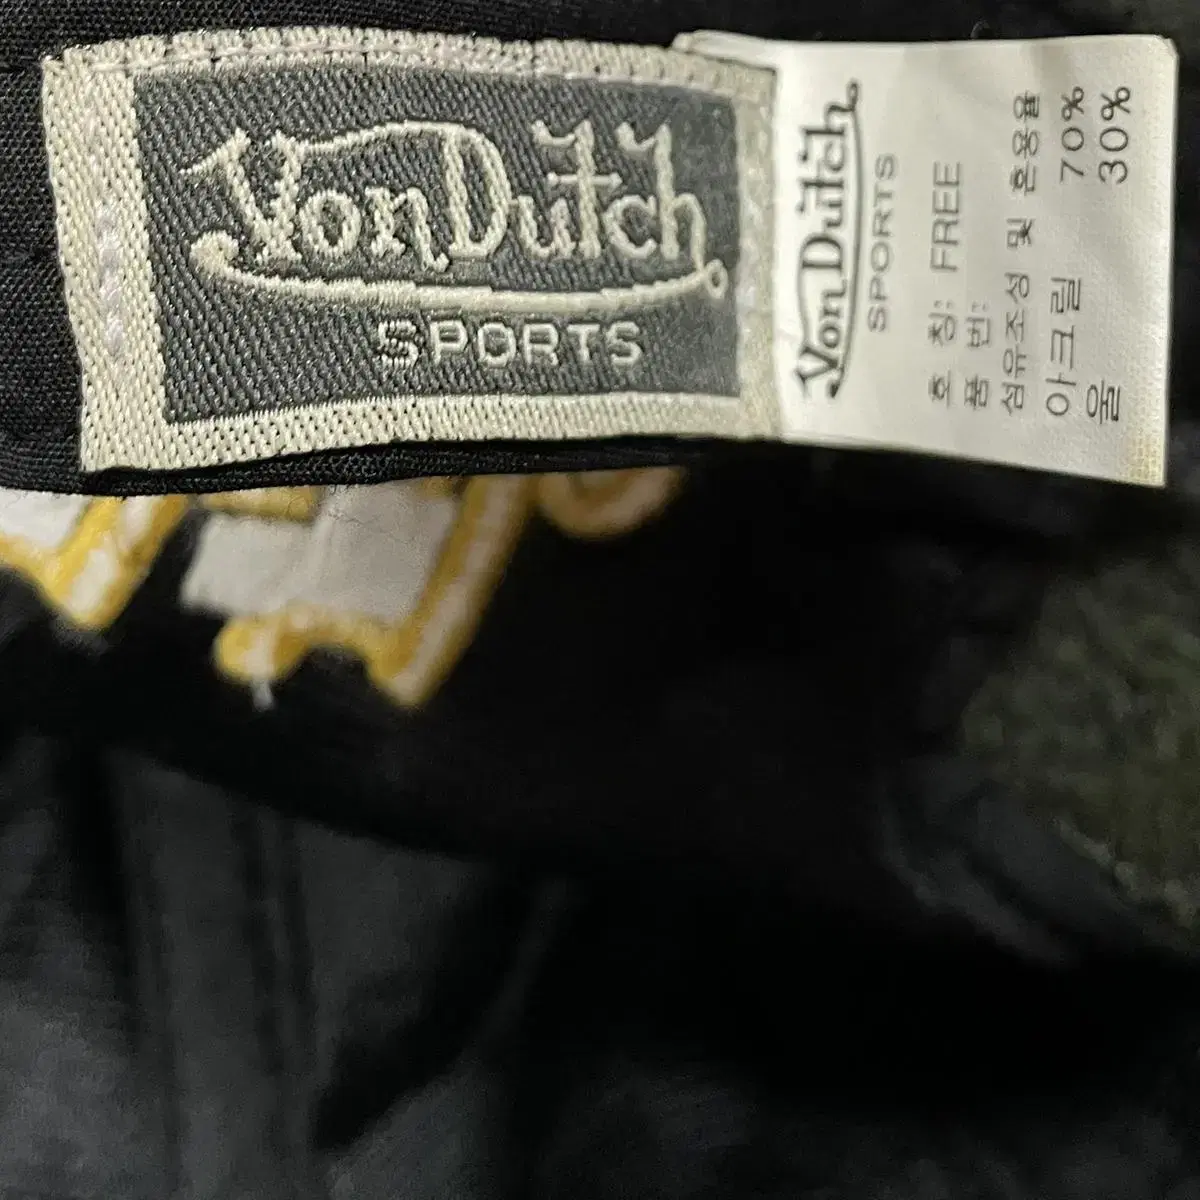 Von Dutch
SPORTS
Von Dutch
SPORTS
호 칭: FREE
품 번:
섬유조성 및 혼용율
아크릴 70%
울 30%